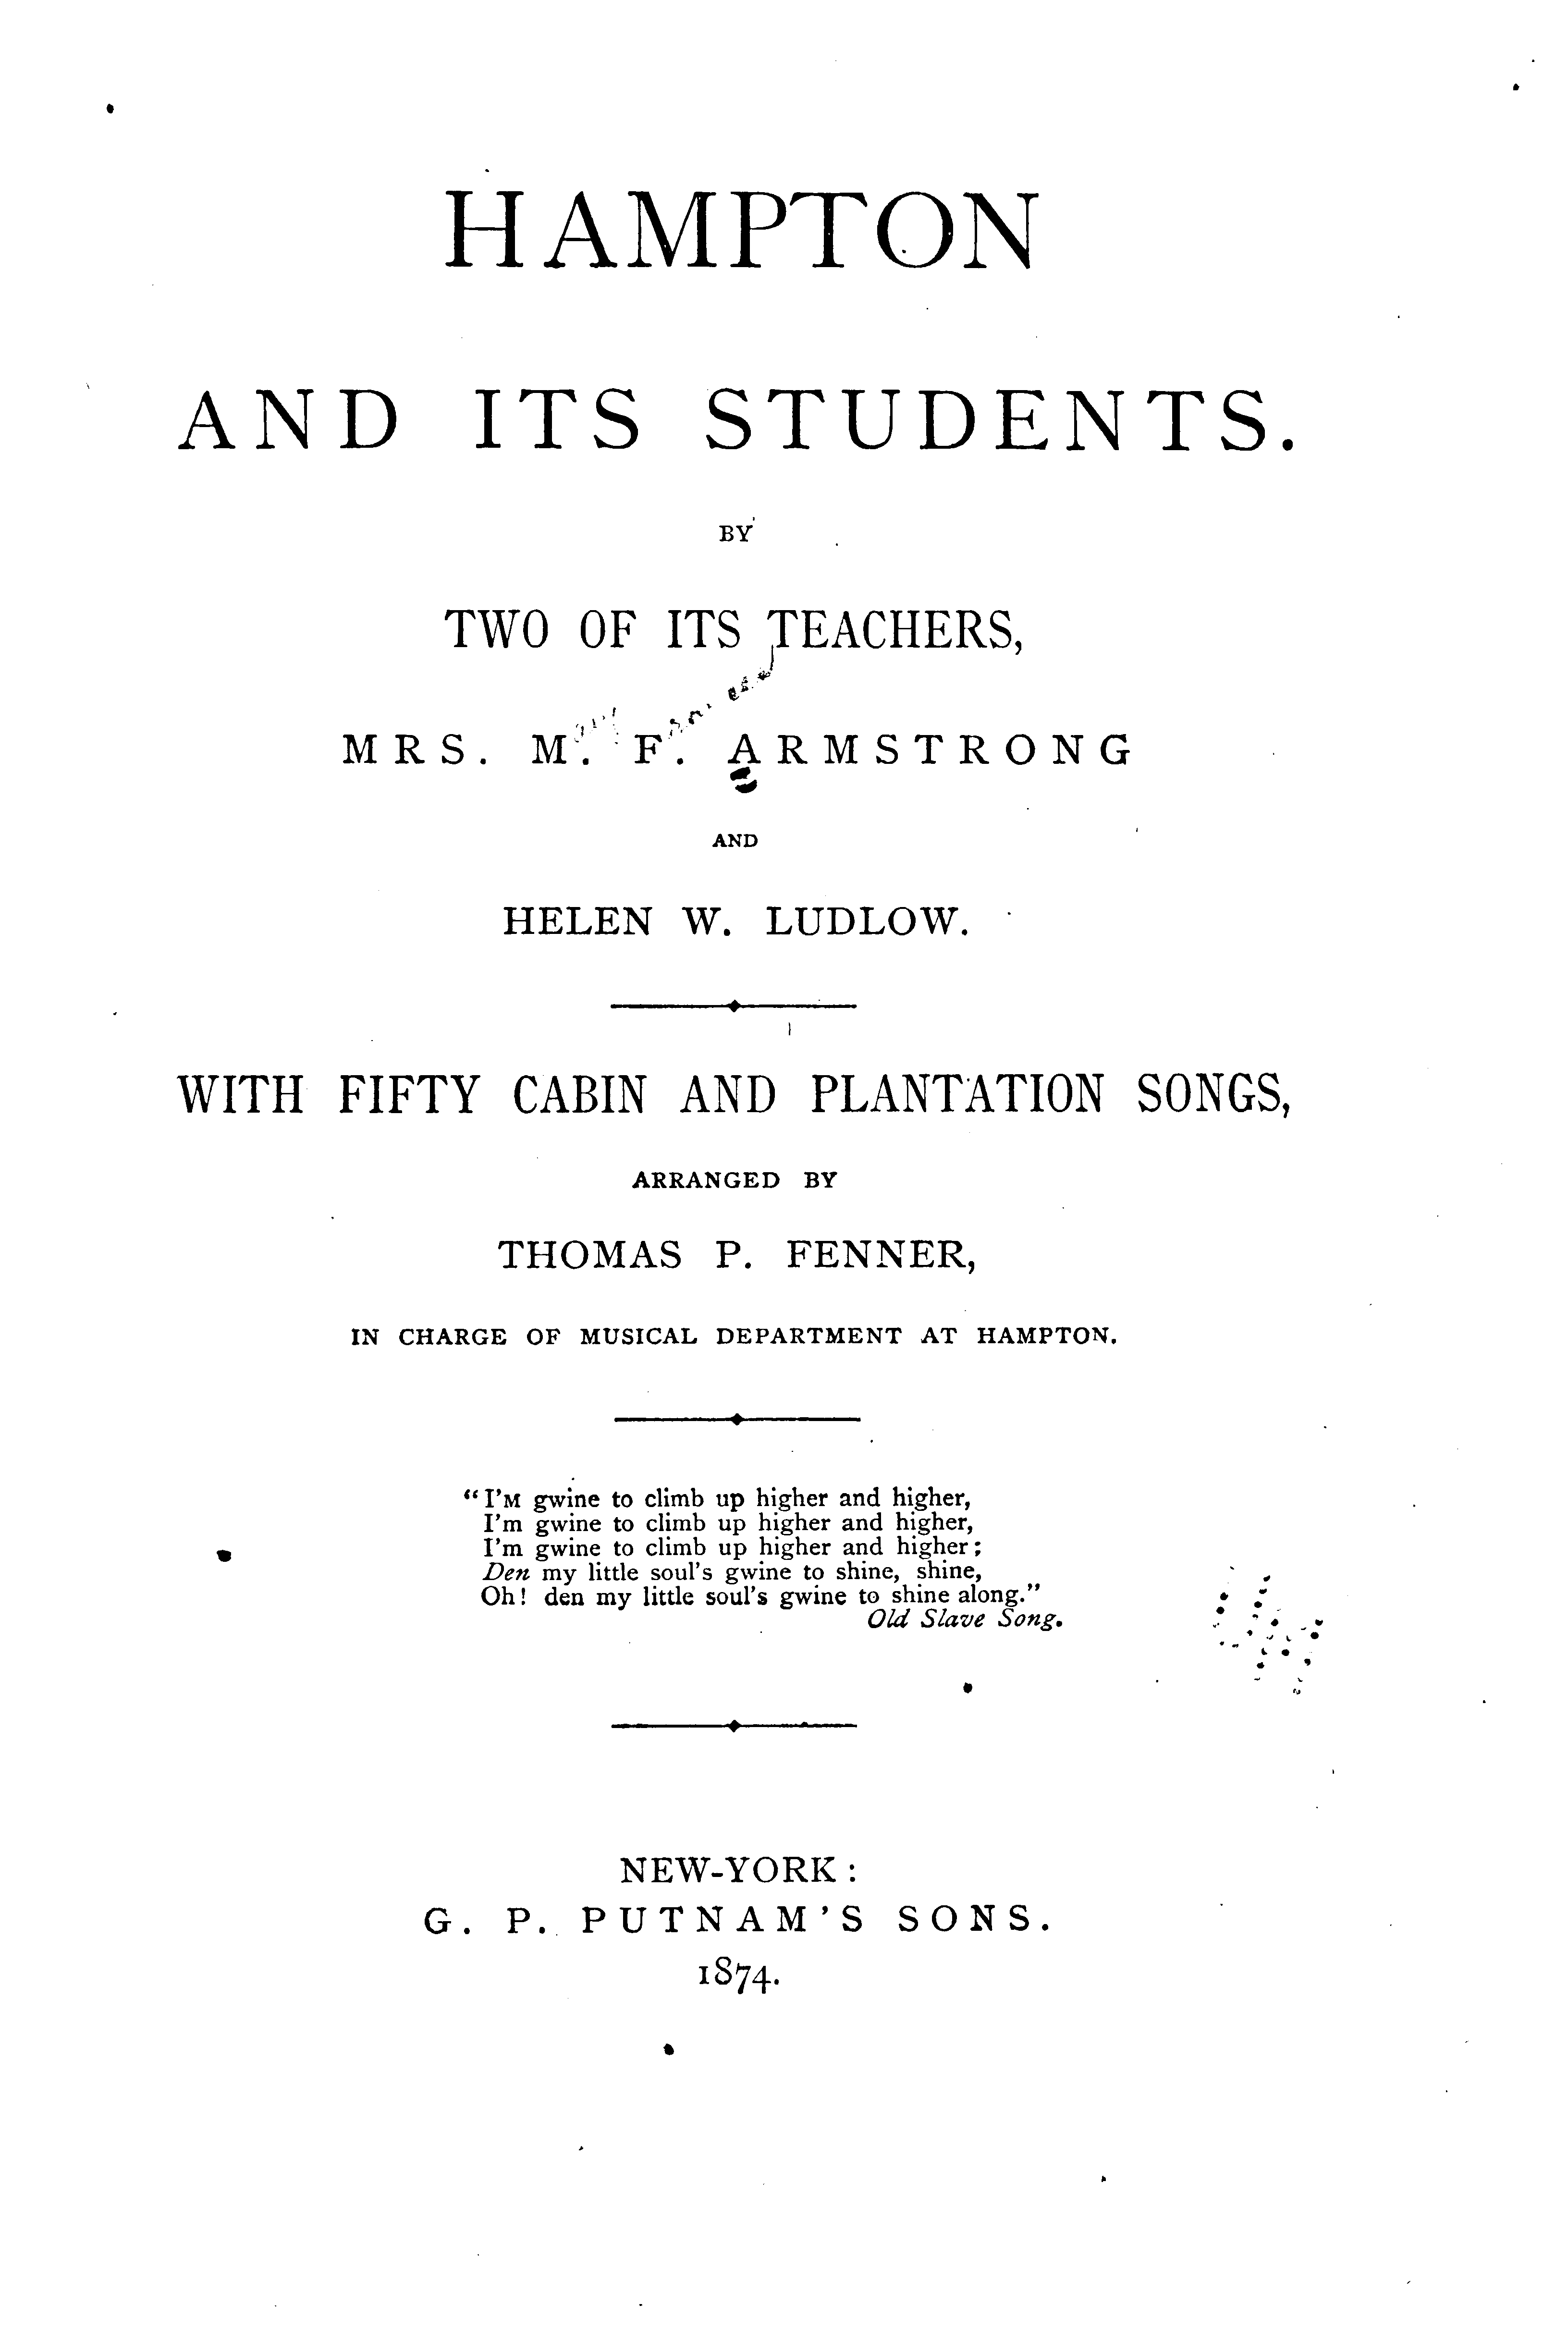 HAMPTON
AND ITS STUDENTS.
BY
TWO OF ITS TEACHERS,
MRS. M. F. ARMSTRONG
AND
HELEN W. LUDLOW.
WITH FIFTY CABIN AND PLANTATION SONGS,
ARRANGED BY
THOMAS P. FENNER,
IN CHARGE OF MUSICAL DEPARTMENT AT HAMPTON.
“I’M gwine to climb up higher and higher,
I’m gwine to climb up higher and higher,
I’m gwine to climb up higher and higher;
Den my little soul’s gwine to shine, shine,
Oh! den my little soul’s gwine to shine along.”
Old Slave Song.
NEW-YORK:
G. P. PUTNAM’S SONS.
1874.